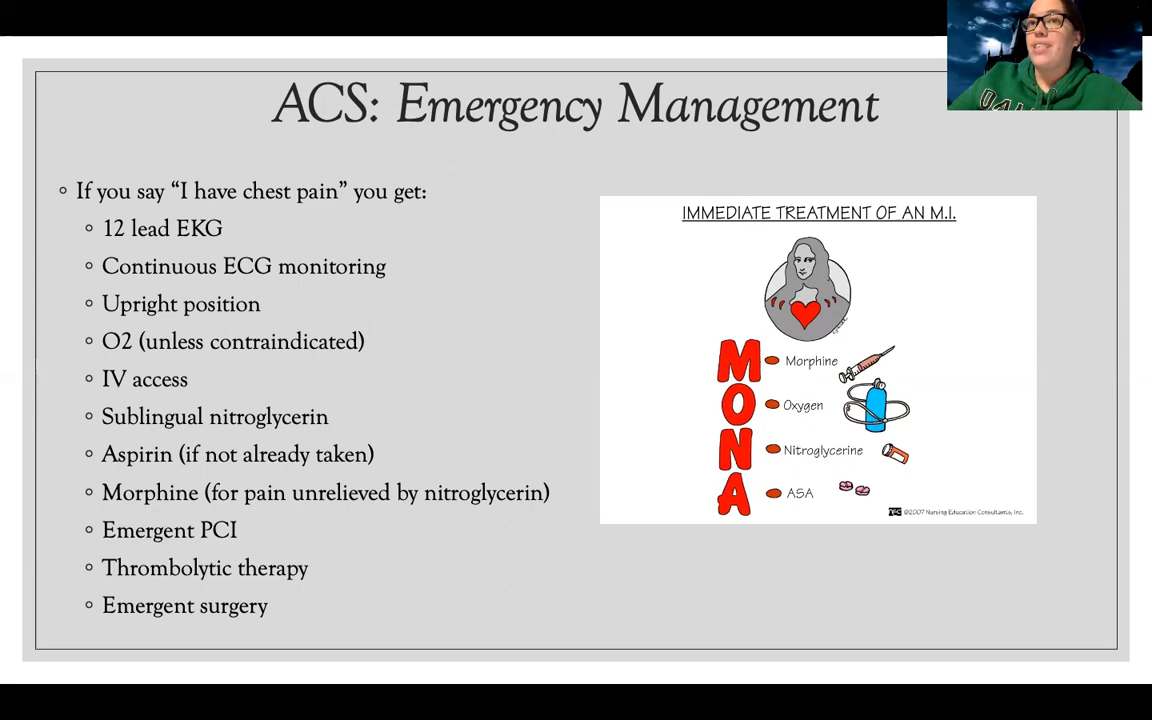 ACS: Emergency Management
◦ If you say “I have chest pain” you get:
◦ 12 lead EKG
◦ Continuous ECG monitoring
◦ Upright position
◦ O2 (unless contraindicated)
◦ IV access
◦ Sublingual nitroglycerin
◦ Aspirin (if not already taken)
◦ Morphine (for pain unrelieved by nitroglycerin)
◦ Emergent PCI
◦ Thrombolytic therapy
◦ Emergent surgery
IMMEDIATE TREATMENT OF AN M.I.
M Morphine
O Oxygen
N Nitroglycerine
A ASA
NEC ©2007 Nursing Education Consultants, Inc.